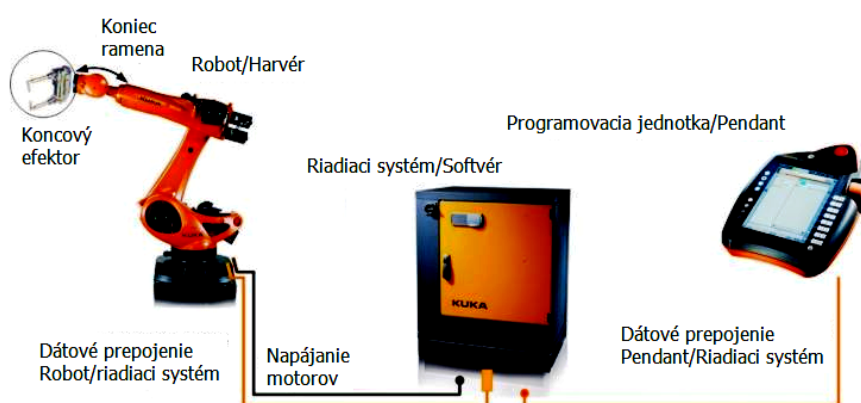 Koniec
ramena
Robot/Harvér
Koncový
efektor
Programovacia jednotka/Pendant
Riadiaci systém/Softvér
KUKA
KUKA
Dátové prepojenie
Robot/riadiaci systém
Napájanie
motorov
Dátové prepojenie
Pendant/Riadiaci systém